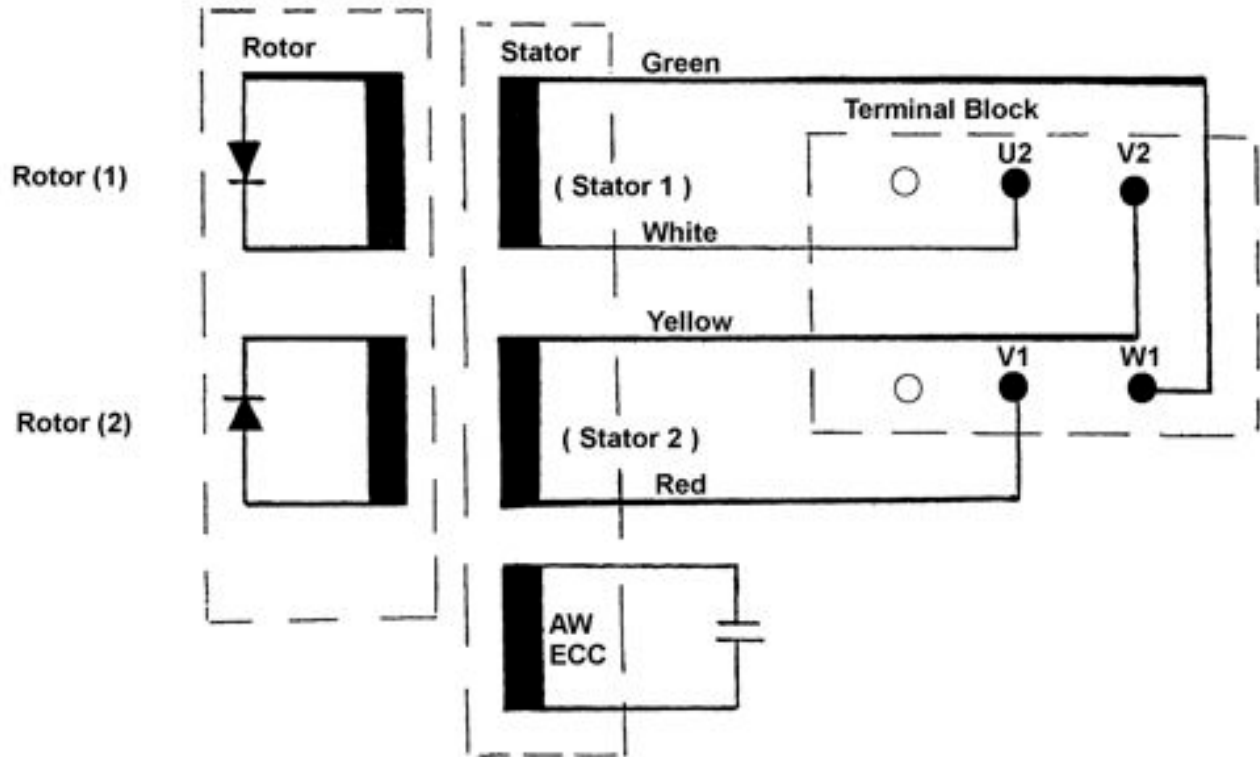 Rotor
Stator
Green
Terminal Block
U2
V2
Rotor (1)
( Stator 1 )
White
Yellow
V1
W1
Rotor (2)
( Stator 2 )
Red
AW
ECC